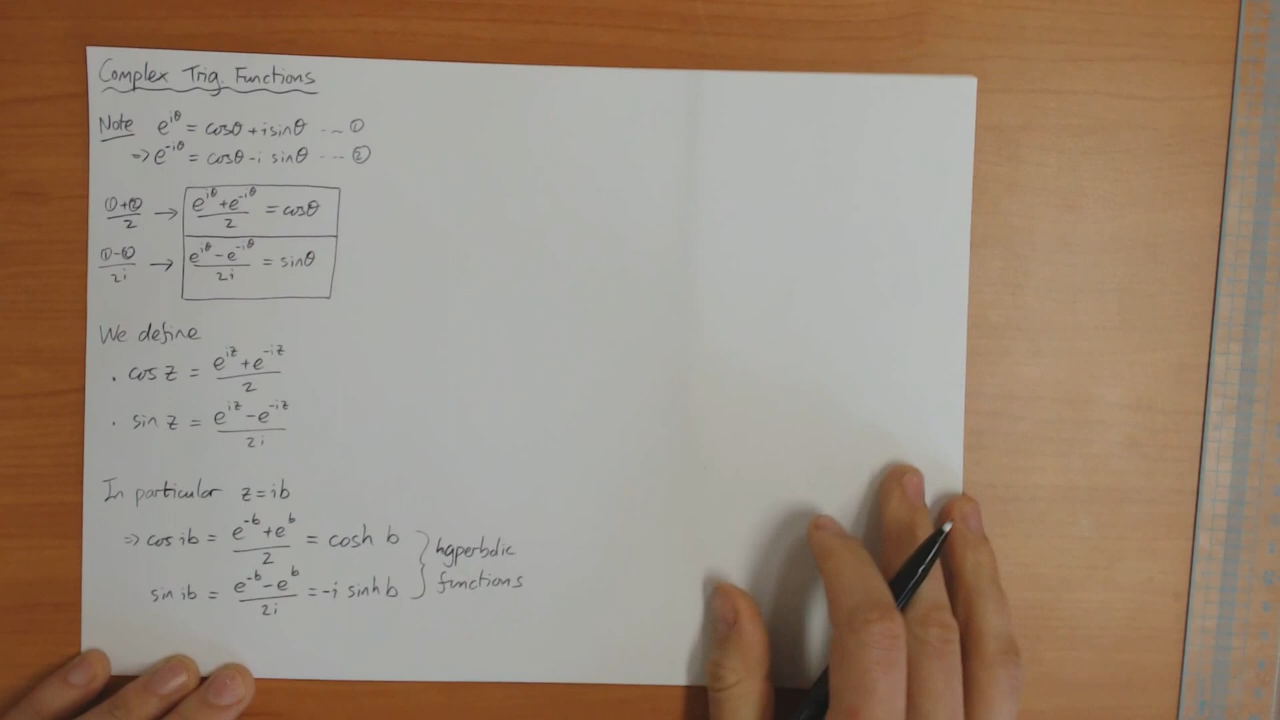 Complex Trig. Functions
Note e^{iθ} = cosθ + i sinθ --- ①
⇒ e^{-iθ} = cosθ - i sinθ --- ②
(①+②)/2 → (e^{iθ} + e^{-iθ})/2 = cosθ
(①-②)/2i → (e^{iθ} - e^{-iθ})/2i = sinθ
We define
· cos z = (e^{iz} + e^{-iz})/2
· sin z = (e^{iz} - e^{-iz})/2i
In particular z = ib
⇒ cos ib = (e^{-b} + e^{b})/2 = cosh b } hyperbolic
sin ib = (e^{-b} - e^{b})/2i = -i sinh b } functions